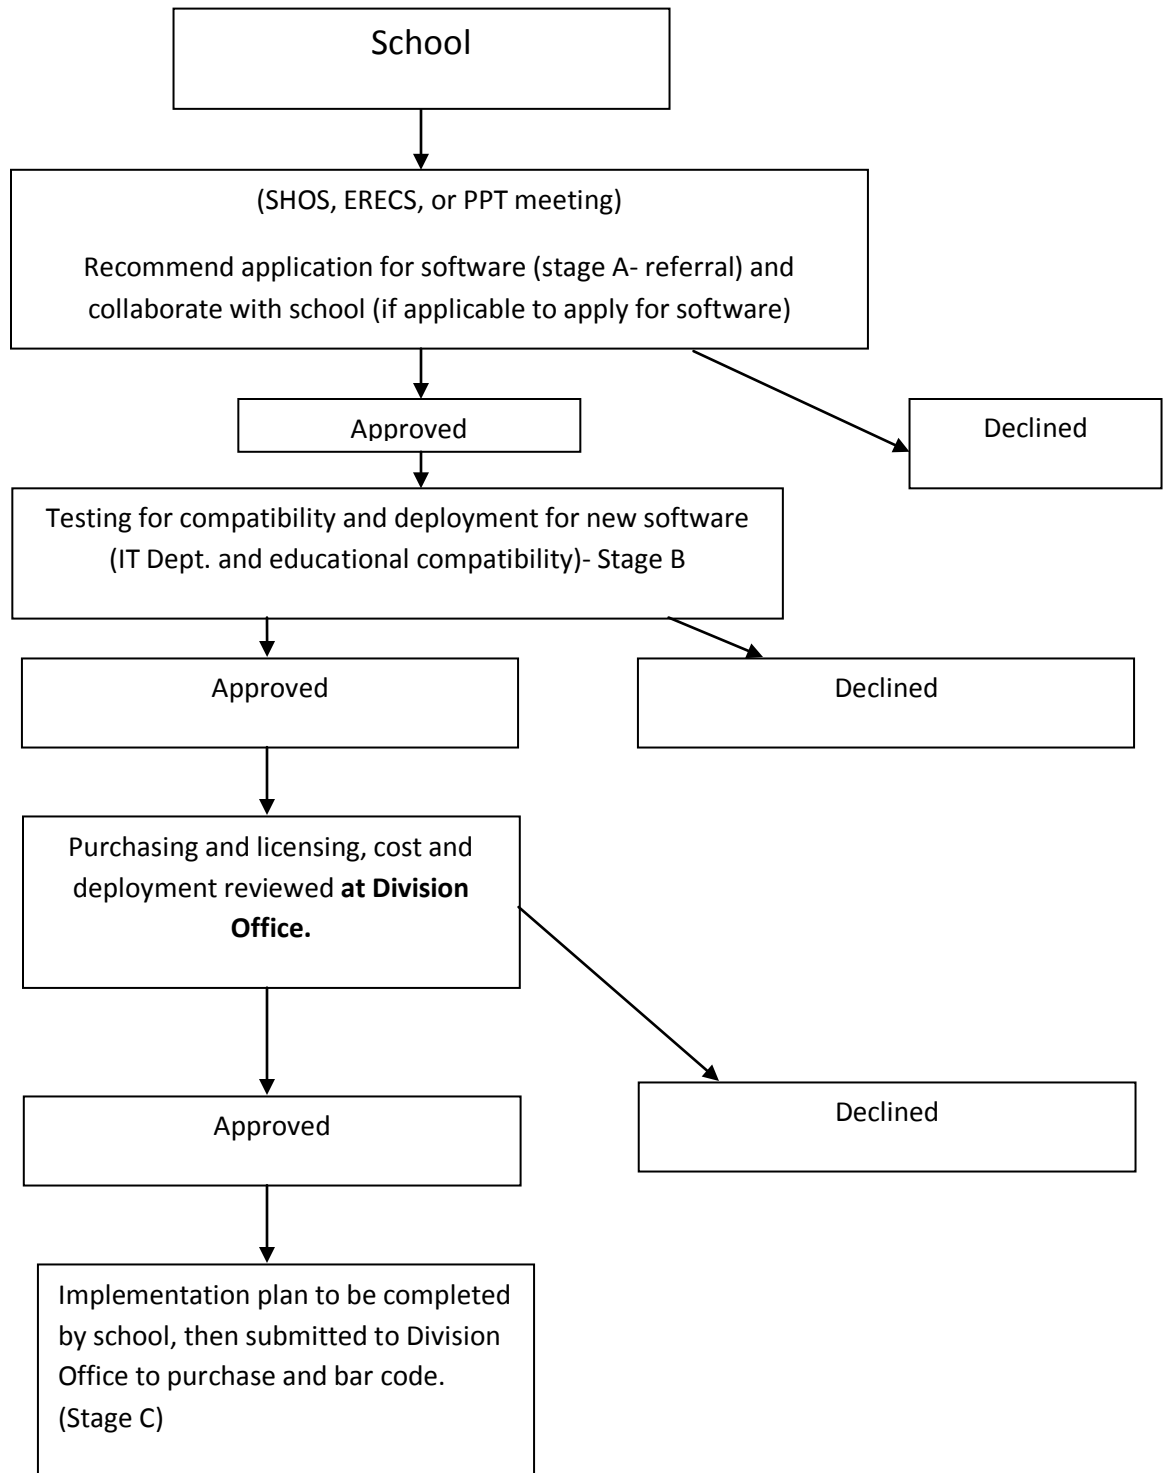 School
(SHOS, ERECS, or PPT meeting)
Recommend application for software (stage A- referral) and
collaborate with school (if applicable to apply for software)
Approved
Declined
Testing for compatibility and deployment for new software
(IT Dept. and educational compatibility)- Stage B
Approved
Declined
Purchasing and licensing, cost and
deployment reviewed at Division
Office.
Approved
Declined
Implementation plan to be completed
by school, then submitted to Division
Office to purchase and bar code.
(Stage C)